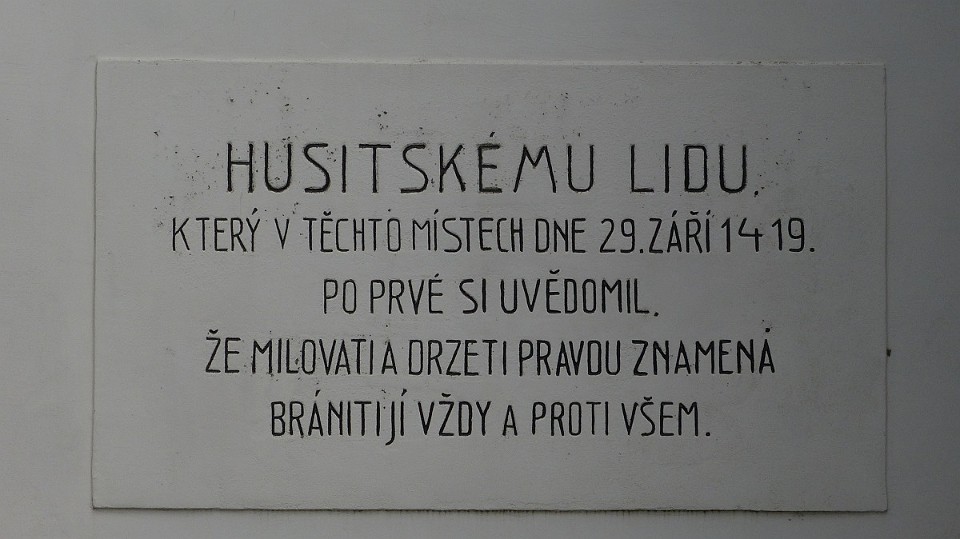 HUSITSKÉMU LIDU,
KTERÝ V TĚCHTO MÍSTECH DNE 29.ZÁŘÍ 1419.
PO PRVÉ SI UVĚDOMIL.
ŽE MILOVATI A DRZETI PRAVDU ZNAMENÁ
BRÁNITI JÍ VŽDY A PROTI VŠEM.